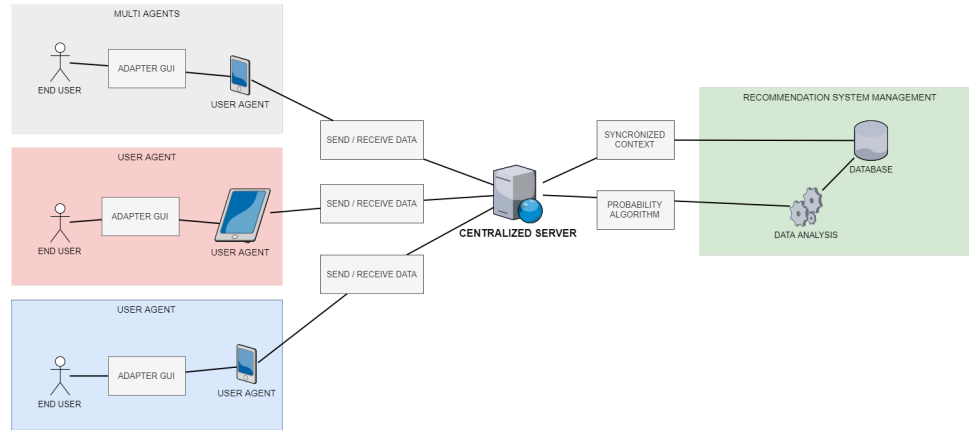 MULTI AGENTS
ADAPTER GUI
END USER
USER AGENT
SEND / RECEIVE DATA
USER AGENT
ADAPTER GUI
END USER
USER AGENT
SEND / RECEIVE DATA
USER AGENT
ADAPTER GUI
END USER
USER AGENT
SEND / RECEIVE DATA
CENTRALIZED SERVER
SYNCRONIZED
CONTEXT
PROBABILITY
ALGORITHM
RECOMMENDATION SYSTEM MANAGEMENT
DATABASE
DATA ANALYSIS